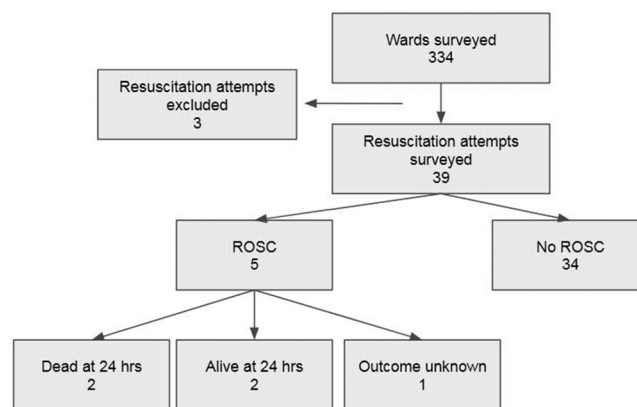 Wards surveyed
334
Resuscitation attempts
excluded
3
Resuscitation attempts
surveyed
39
ROSC
5
No ROSC
34
Dead at 24 hrs
2
Alive at 24 hrs
2
Outcome unknown
1